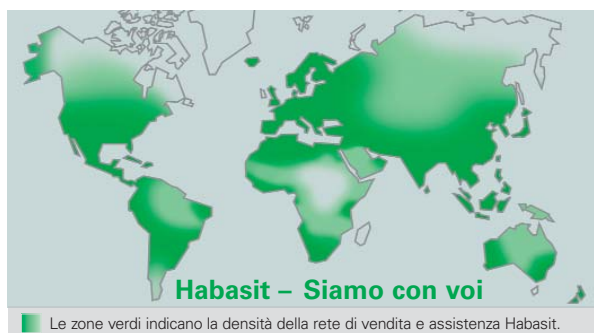 Habasit – Siamo con voi
Le zone verdi indicano la densità della rete di vendita e assistenza Habasit.